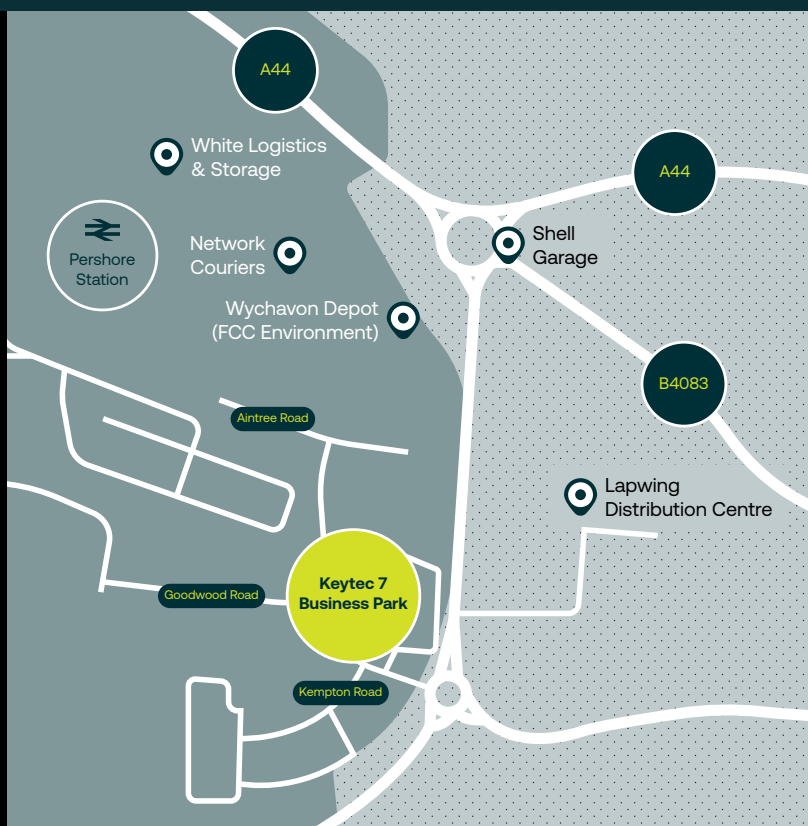 A44
White Logistics
& Storage
A44
Pershore
Station
Network
Couriers
Shell
Garage
Wychavon Depot
(FCC Environment)
B4083
Aintree Road
Lapwing
Distribution Centre
Keytec 7
Business Park
Goodwood Road
Kempton Road